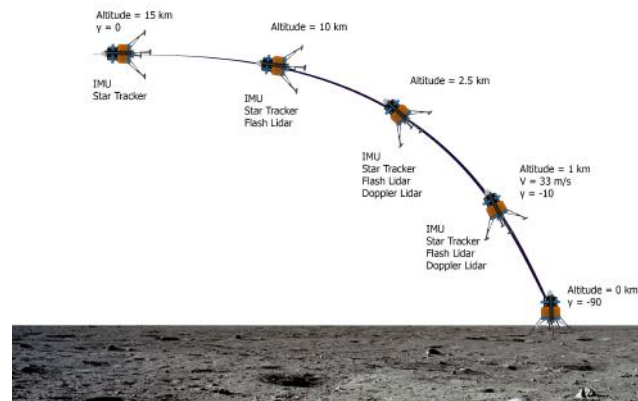 Altitude = 15 km
γ = 0
IMU
Star Tracker
Altitude = 10 km
IMU
Star Tracker
Flash Lidar
Altitude = 2.5 km
IMU
Star Tracker
Flash Lidar
Doppler Lidar
Altitude = 1 km
V = 33 m/s
γ = -10
IMU
Star Tracker
Flash Lidar
Doppler Lidar
Altitude = 0 km
γ = -90